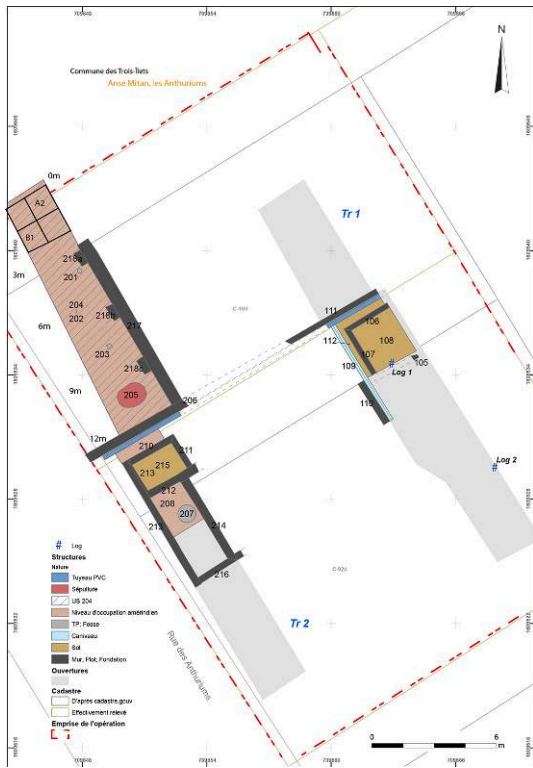 Commune des Trois-Îlets
Anse Mitan, les Anthuriums
N
0m
A2
B1
Tr 1
3m
218a
201
204
202
218b
217
6m
203
218c
9m
205
206
12m
111
106
112
108
107
109
105
Log 1
Log 2
210
211
215
213
212
208
207
214
216
Tr 2
Rue des Anthuriums
# Log
Structures
Nature
Tuyeau PVC
Sépulture
US 204
Niveau d'occupation amérindien
TP; Fosse
Caniveau
Sol
Mur, Plot, Fondation
Ouvertures
Cadastre
D'après cadastre.gouv
Effectivement relevé
Emprise de l'opération
0
6
m